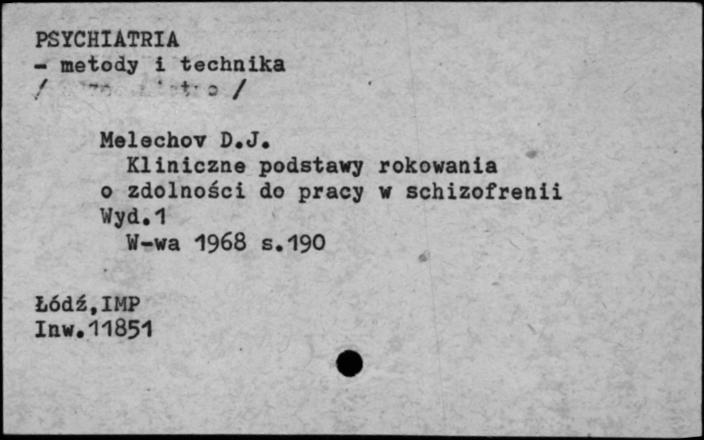 PSYCHIATRIA
- metody i technika
/ /
Melechov D.J.
Kliniczne podstawy rokowania
o zdolności do pracy w schizofrenii
Wyd.1
W-wa 1968 s.190
Łódź,IMP
Inw.11851